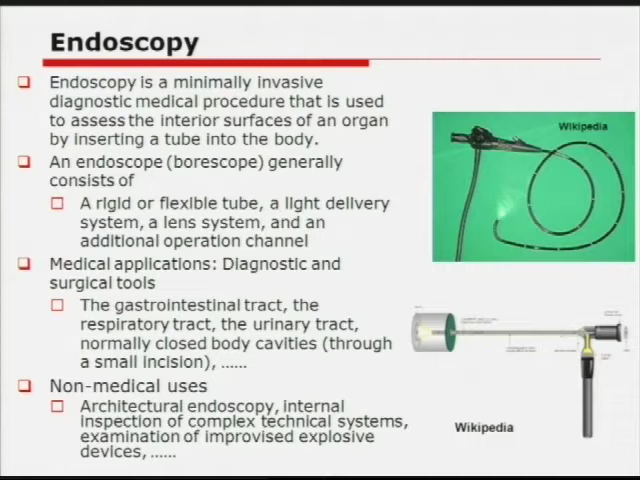 Endoscopy
Endoscopy is a minimally invasive
diagnostic medical procedure that is used
to assess the interior surfaces of an organ
by inserting a tube into the body.
An endoscope (borescope) generally
consists of
A rigid or flexible tube, a light delivery
system, a lens system, and an
additional operation channel
Medical applications: Diagnostic and
surgical tools
The gastrointestinal tract, the
respiratory tract, the urinary tract,
normally closed body cavities (through
a small incision), ......
Non-medical uses
Architectural endoscopy, internal
inspection of complex technical systems,
examination of improvised explosive
devices, ......
Wikipedia
Wikipedia